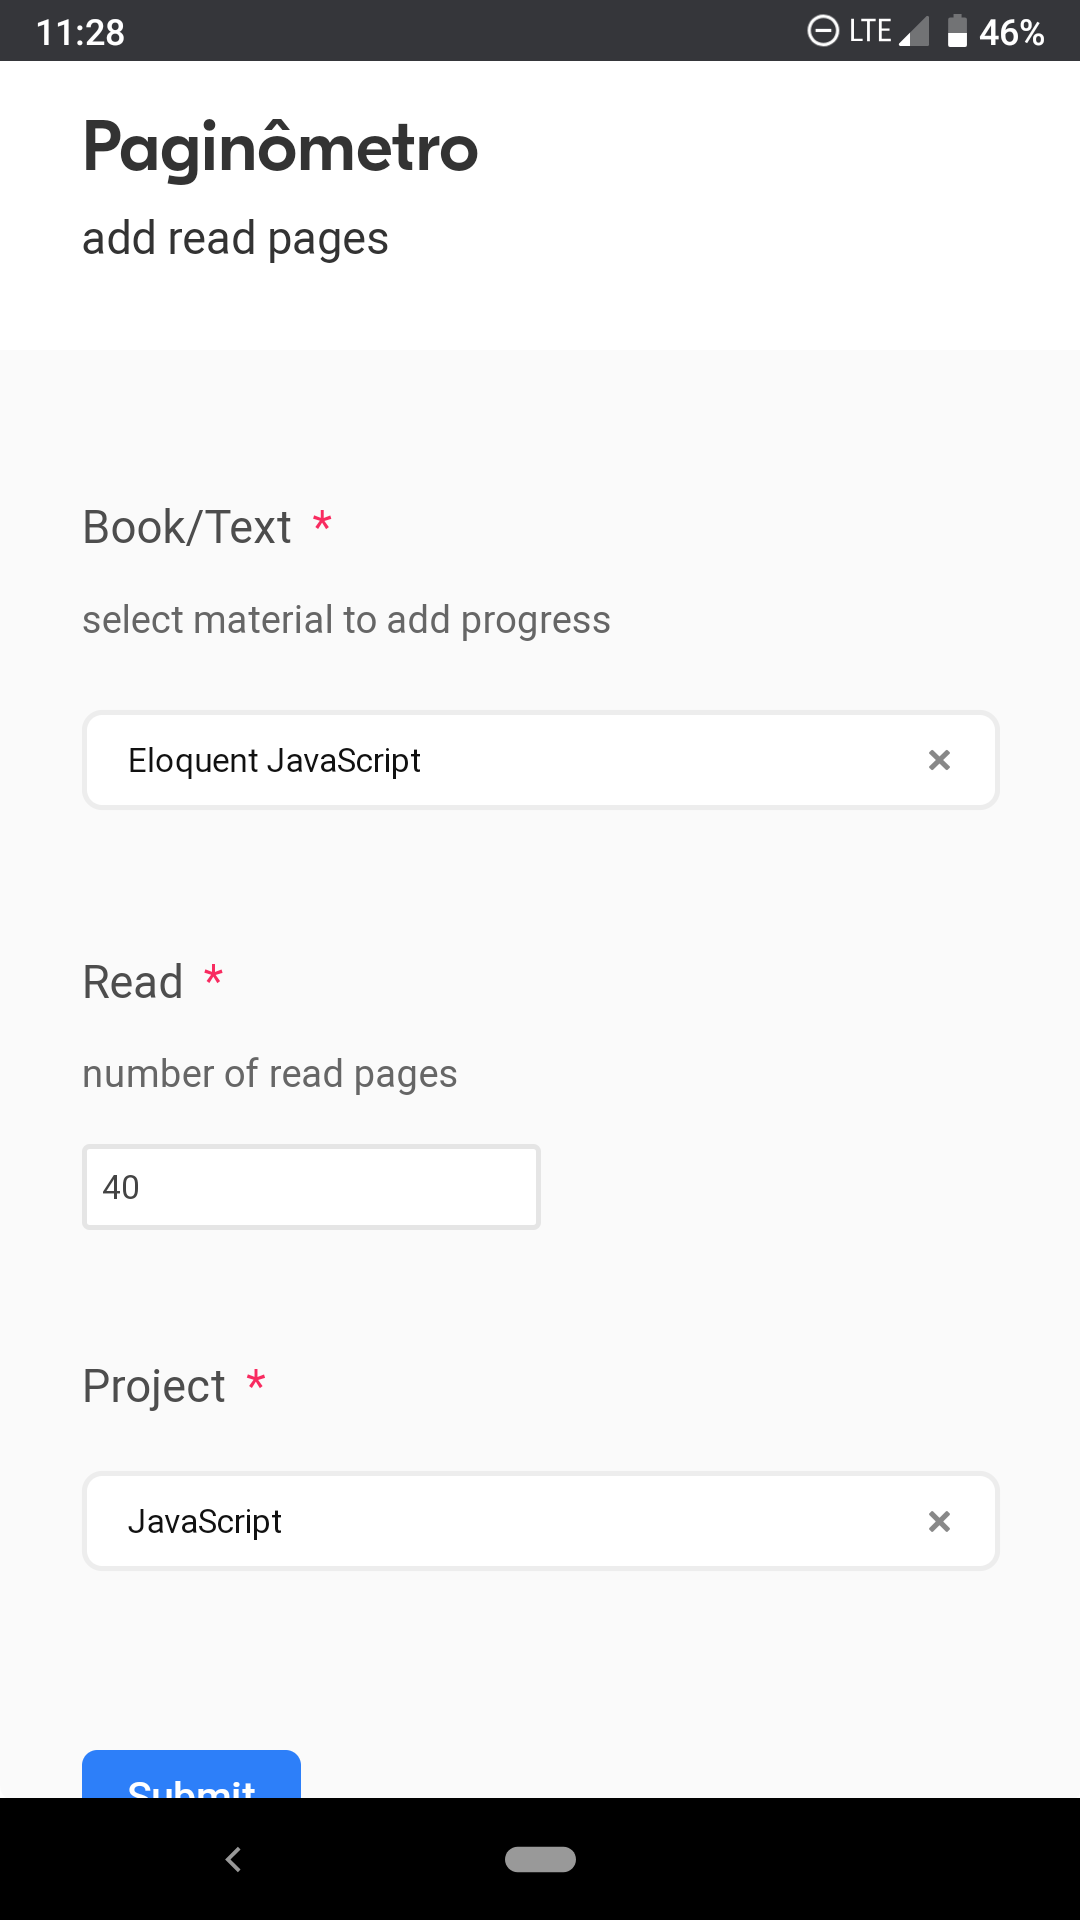 11:28 LTE 46%
Paginômetro
add read pages
Book/Text *
select material to add progress
Eloquent JavaScript ×
Read *
number of read pages
40
Project *
JavaScript ×
Submit